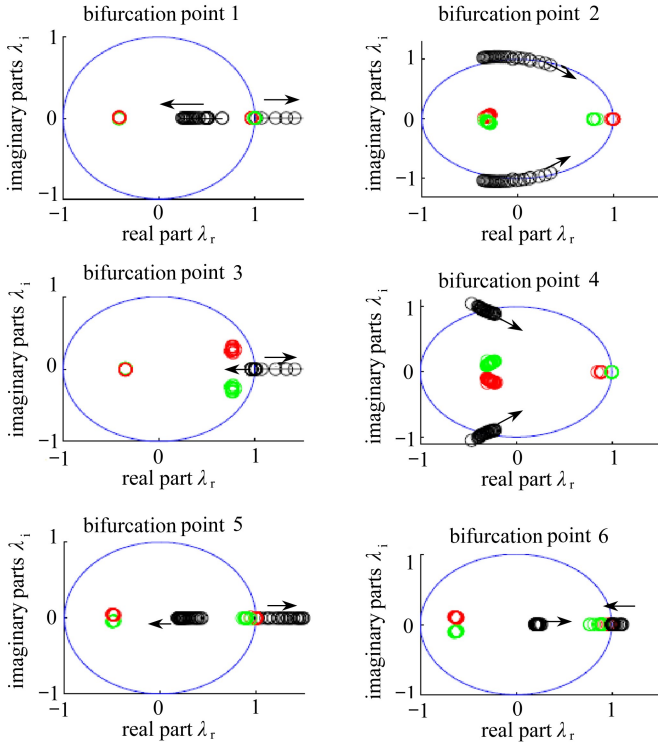 bifurcation point 1
1
0
−1
−1
0
1
imaginary parts λi
real part λr
bifurcation point 2
1
0
−1
−1
0
1
imaginary parts λi
real part λr
bifurcation point 3
1
0
−1
−1
0
1
imaginary parts λi
real part λr
bifurcation point 4
1
0
−1
−1
0
1
imaginary parts λi
real part λr
bifurcation point 5
1
0
−1
−1
0
1
imaginary parts λi
real part λr
bifurcation point 6
1
0
−1
−1
0
1
imaginary parts λi
real part λr